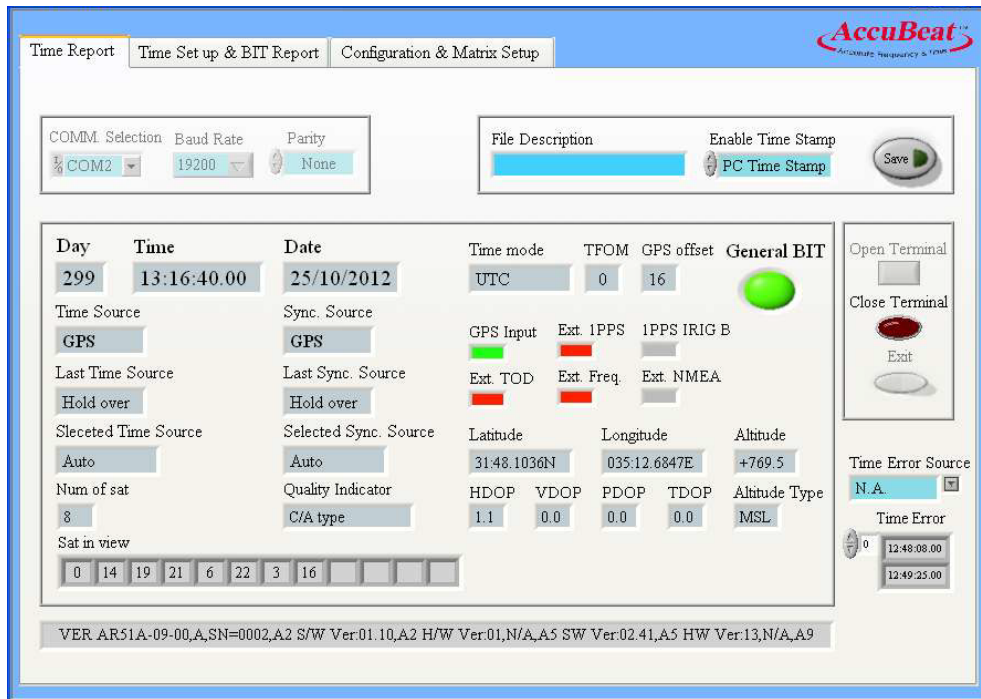 AccuBeat
Accurate Frequency & Time
Time Report
Time Set up & BIT Report
Configuration & Matrix Setup
COMM. Selection
Baud Rate
Parity
COM2
19200
None
File Description
Enable Time Stamp
PC Time Stamp
Save
Day
Time
Date
299
13:16:40.00
25/10/2012
Time mode
TFOM
GPS offset
General BIT
UTC
0
16
Time Source
Sync. Source
GPS
GPS
GPS Input
Ext. 1PPS
1PPS IRIG B
Last Time Source
Last Sync. Source
Hold over
Hold over
Ext. TOD
Ext. Freq.
Ext. NMEA
Sleceted Time Source
Selected Sync. Source
Auto
Auto
Latitude
Longitude
Altitude
31:48.1036N
035:12.6847E
+769.5
Num of sat
Quality Indicator
8
C/A type
HDOP
VDOP
PDOP
TDOP
Altitude Type
1.1
0.0
0.0
0.0
MSL
Sat in view
0 14 19 21 6 22 3 16
Open Terminal
Close Terminal
Exit
Time Error Source
N.A.
Time Error
0
12:48:08.00
12:49:25.00
VER AR51A-09-00,A,SN=0002,A2 S/W Ver:01.10,A2 H/W Ver:01,N/A,A5 SW Ver:02.41,A5 HW Ver:13,N/A,A9